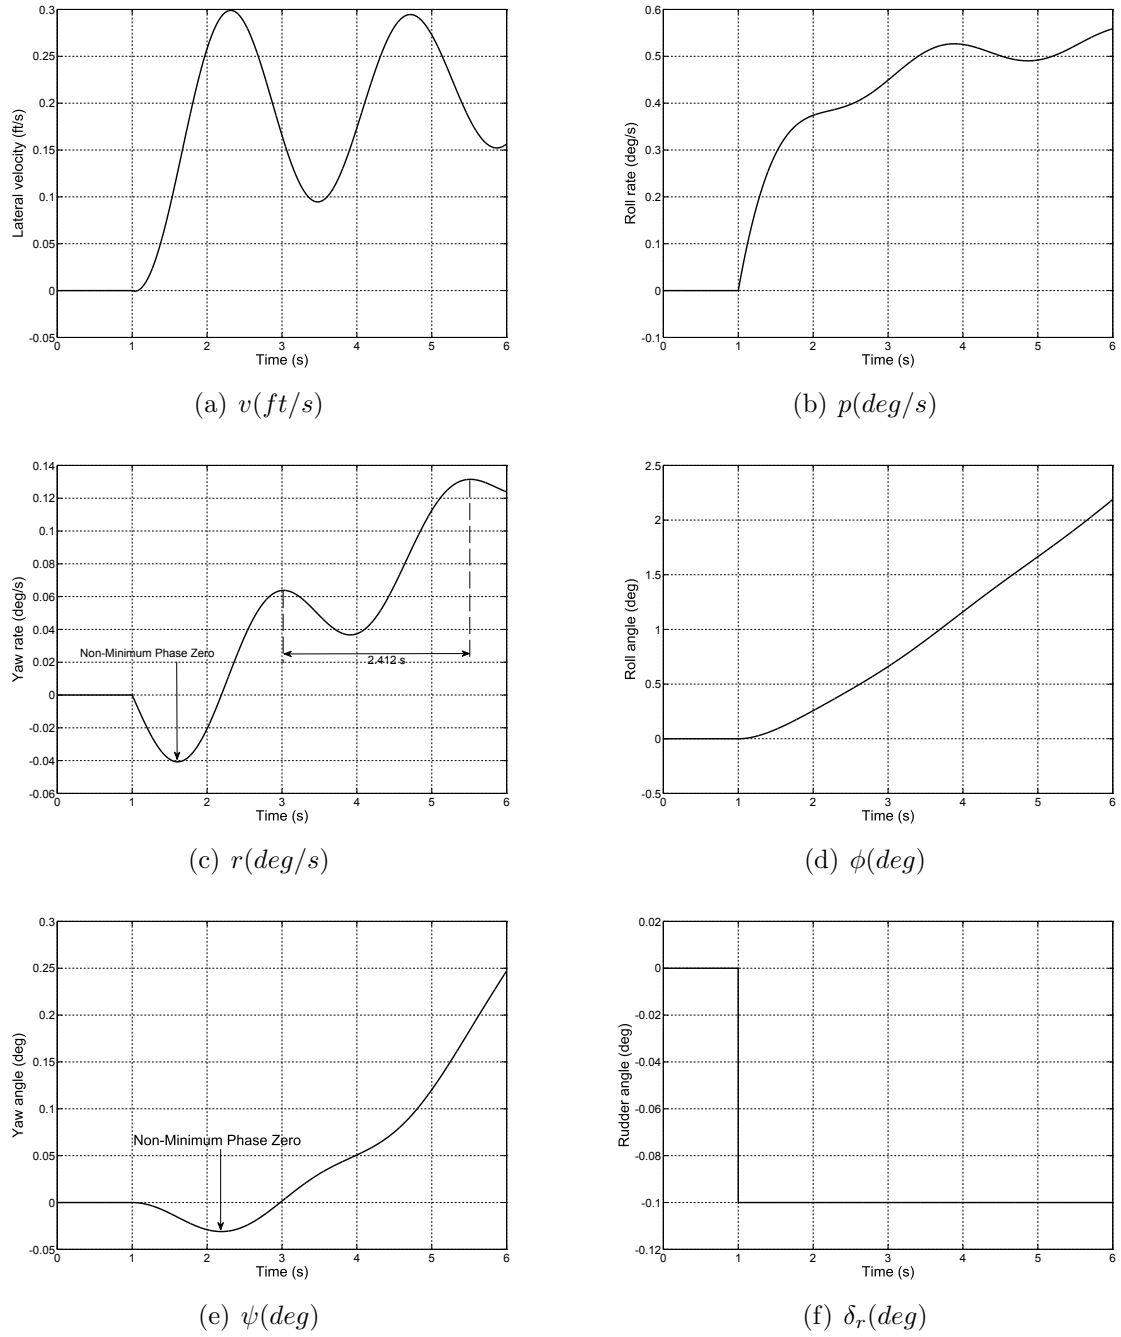 0.3
0.25
0.2
0.15
0.1
0.05
0
-0.05
Lateral velocity (ft/s)
0 1 2 3 4 5 6
Time (s)
(a) v(ft/s)
0.6
0.5
0.4
0.3
0.2
0.1
0
-0.1
Roll rate (deg/s)
0 1 2 3 4 5 6
Time (s)
(b) p(deg/s)
0.14
0.12
0.1
0.08
0.06
0.04
0.02
0
-0.02
-0.04
-0.06
Yaw rate (deg/s)
Non-Minimum Phase Zero
2.412 s
0 1 2 3 4 5 6
Time (s)
(c) r(deg/s)
2.5
2
1.5
1
0.5
0
-0.5
Roll angle (deg)
0 1 2 3 4 5 6
Time (s)
(d) ϕ(deg)
0.3
0.25
0.2
0.15
0.1
0.05
0
-0.05
Yaw angle (deg)
Non-Minimum Phase Zero
0 1 2 3 4 5 6
Time (s)
(e) ψ(deg)
0.02
0
-0.02
-0.04
-0.06
-0.08
-0.1
-0.12
Rudder angle (deg)
0 1 2 3 4 5 6
Time (s)
(f) δr(deg)